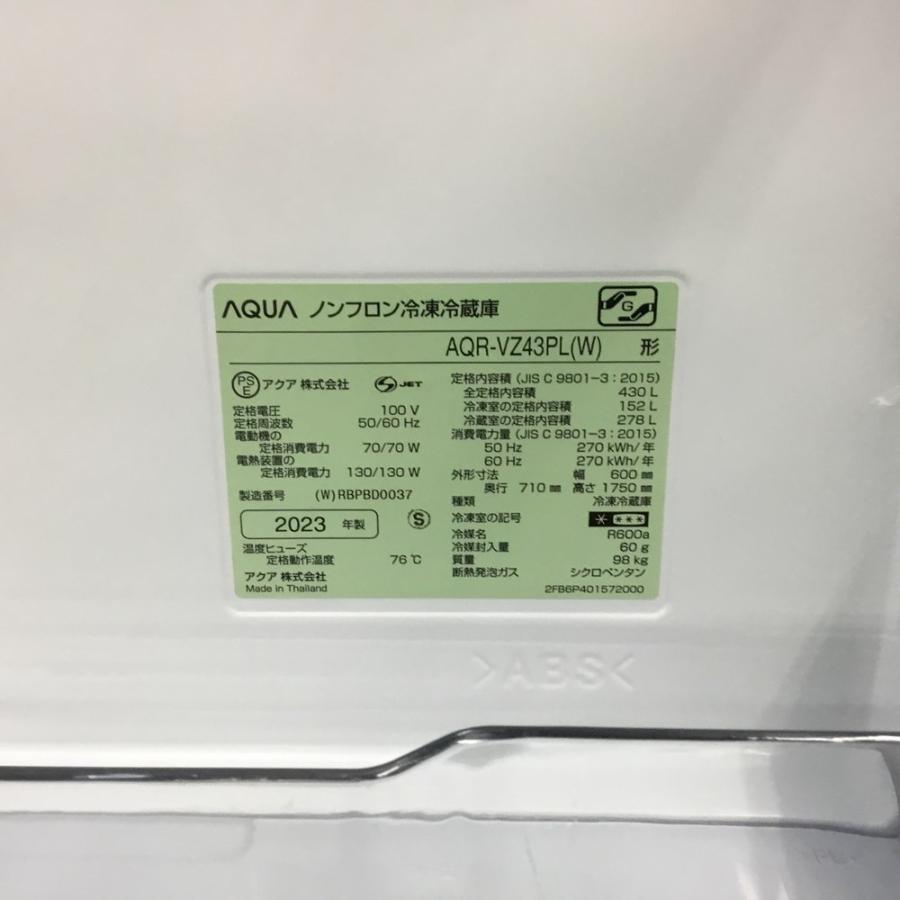 AQUA ノンフロン冷凍冷蔵庫 G
AQR-VZ43PL(W) 形
PSE アクア 株式会社 S JET
定格電圧 100 V
定格周波数 50/60 Hz
電動機の
定格消費電力 70/70 W
電熱装置の
定格消費電力 130/130 W
製造番号 (W)RBPBD0037
2023 年製 S
温度ヒューズ
定格動作温度 76℃
アクア 株式会社
Made in Thailand
定格内容積 (JIS C 9801-3:2015)
全定格内容積 430 L
冷凍室の定格内容積 152 L
冷蔵室の定格内容積 278 L
消費電力量 (JIS C 9801-3:2015)
50 Hz 270 kWh/年
60 Hz 270 kWh/年
外形寸法 幅 600 ㎜
奥行 710 ㎜ 高さ 1750 ㎜
種類 冷凍冷蔵庫
冷凍室の記号 * ***
冷媒名 R600a
冷媒封入量 60 g
質量 98 kg
断熱発泡ガス シクロペンタン
2FB6P401572000
>ABS<